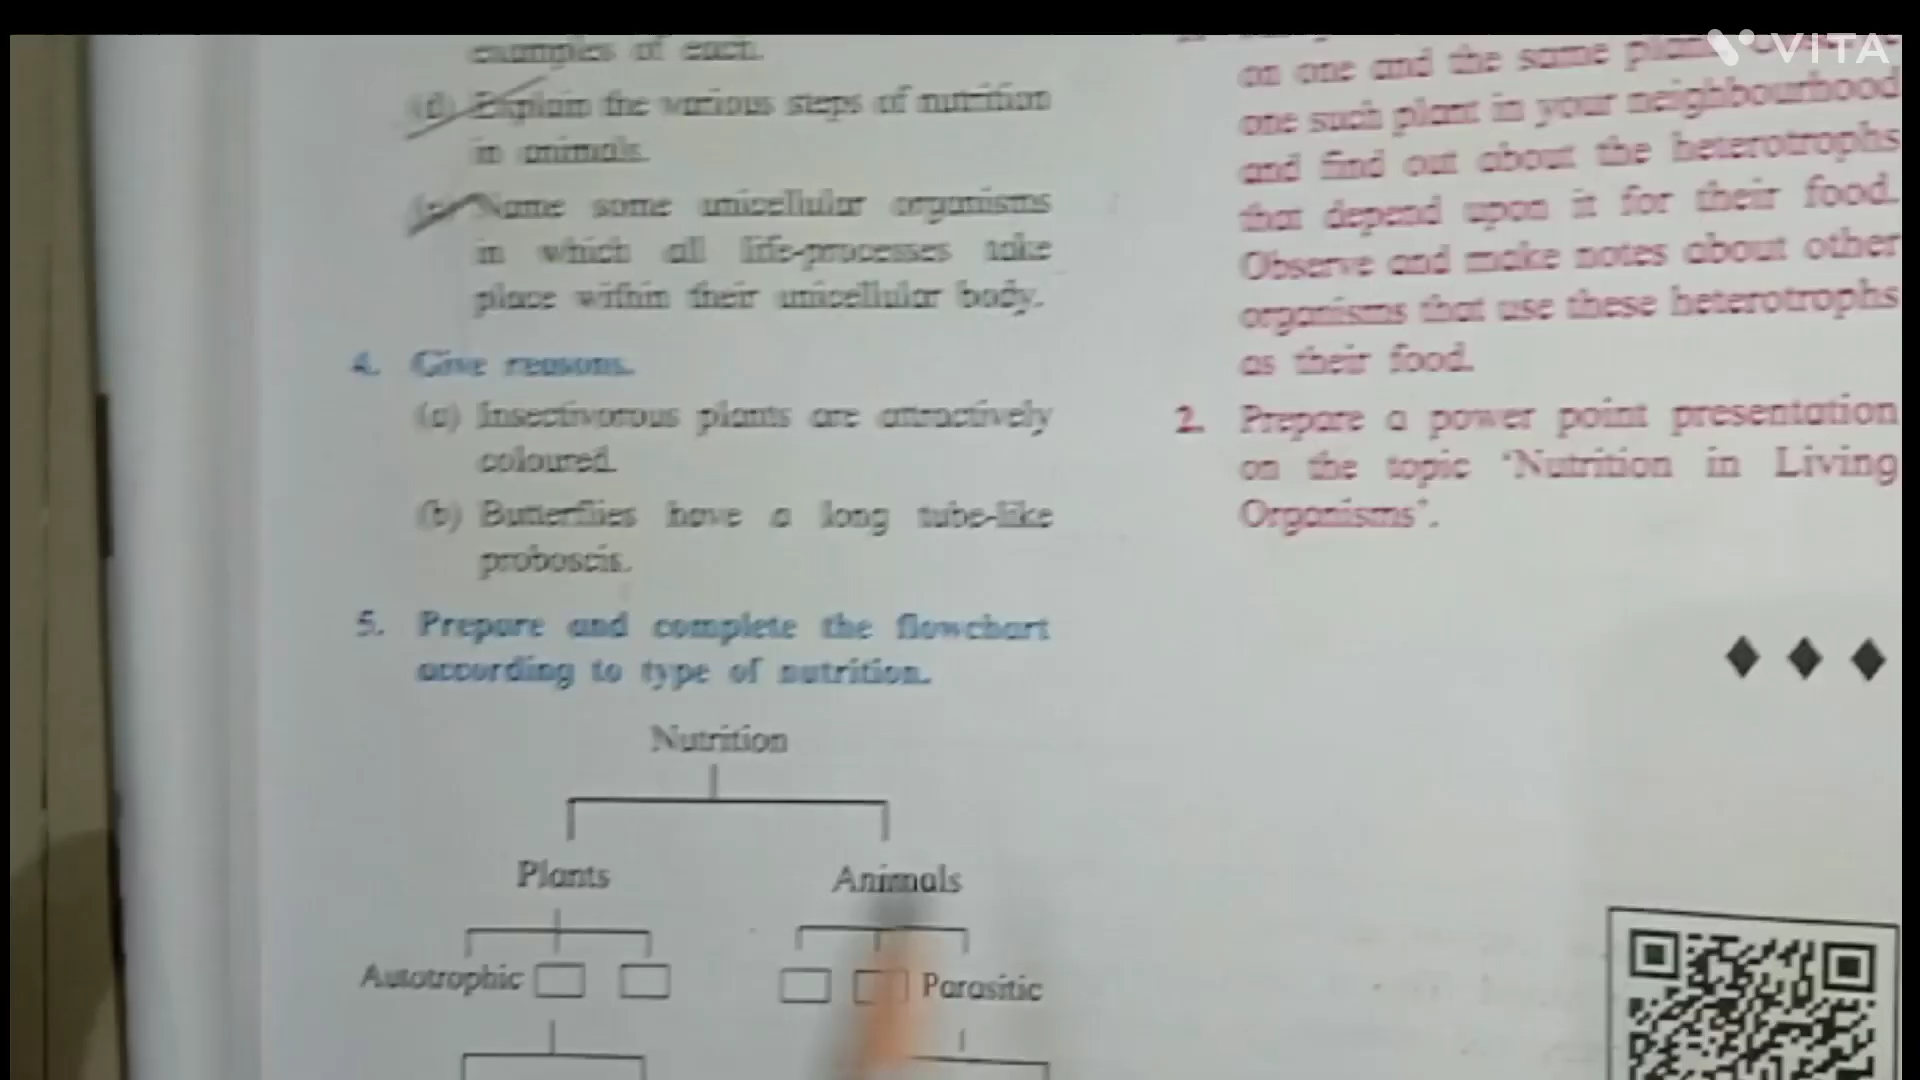 examples of each.
(d) Explain the various steps of nutrition
in animals.
(e) Name some unicellular organisms
in which all life-processes take
place within their unicellular body.
4. Give reasons.
(a) Insectivorous plants are attractively
coloured.
(b) Butterflies have a long tube-like
proboscis.
5. Prepare and complete the flowchart
according to type of nutrition.
Nutrition
Plants Animals
Autotrophic Parasitic
on one and the same plant.
one such plant in your neighbourhood
and find out about the heterotrophs
that depend upon it for their food.
Observe and make notes about other
organisms that use these heterotrophs
as their food.
2. Prepare a power point presentation
on the topic 'Nutrition in Living
Organisms'.
VITA